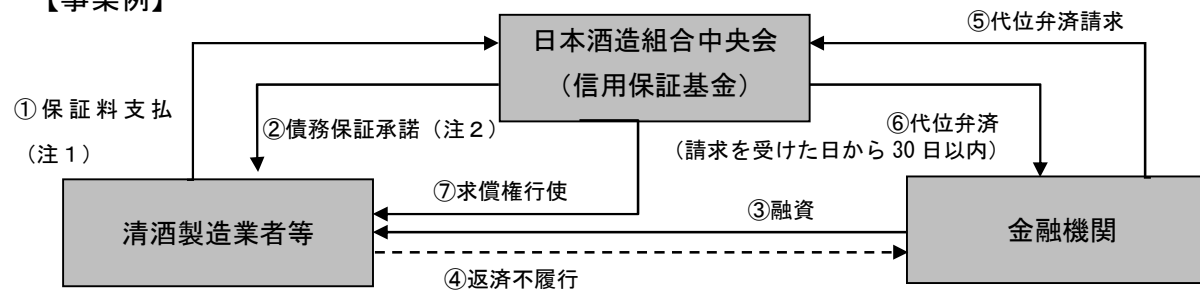 【事業例】
日本酒造組合中央会
（信用保証基金）
⑤代位弁済請求
①保証料支払
（注１）
②債務保証承諾（注２）
⑥代位弁済
（請求を受けた日から 30 日以内）
⑦求償権行使
③融資
清酒製造業者等
金融機関
④返済不履行